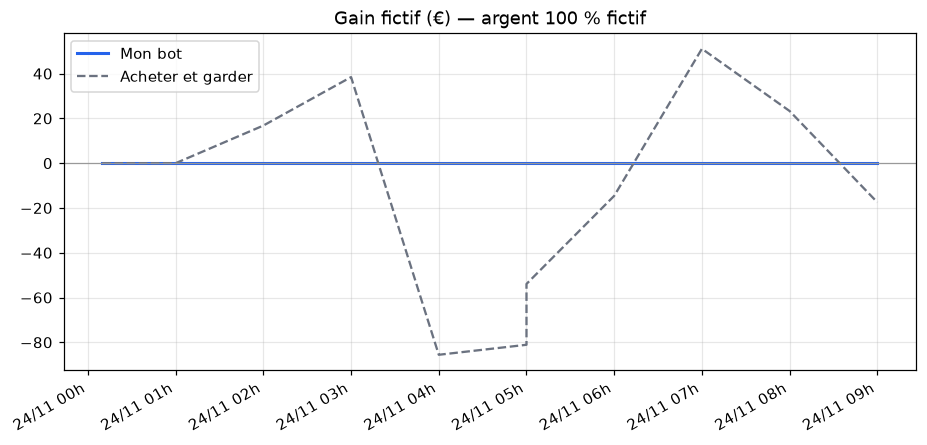 Gain fictif (€) — argent 100 % fictif
Mon bot
Acheter et garder
40
20
0
−20
−40
−60
−80
24/11 00h
24/11 01h
24/11 02h
24/11 03h
24/11 04h
24/11 05h
24/11 06h
24/11 07h
24/11 08h
24/11 09h